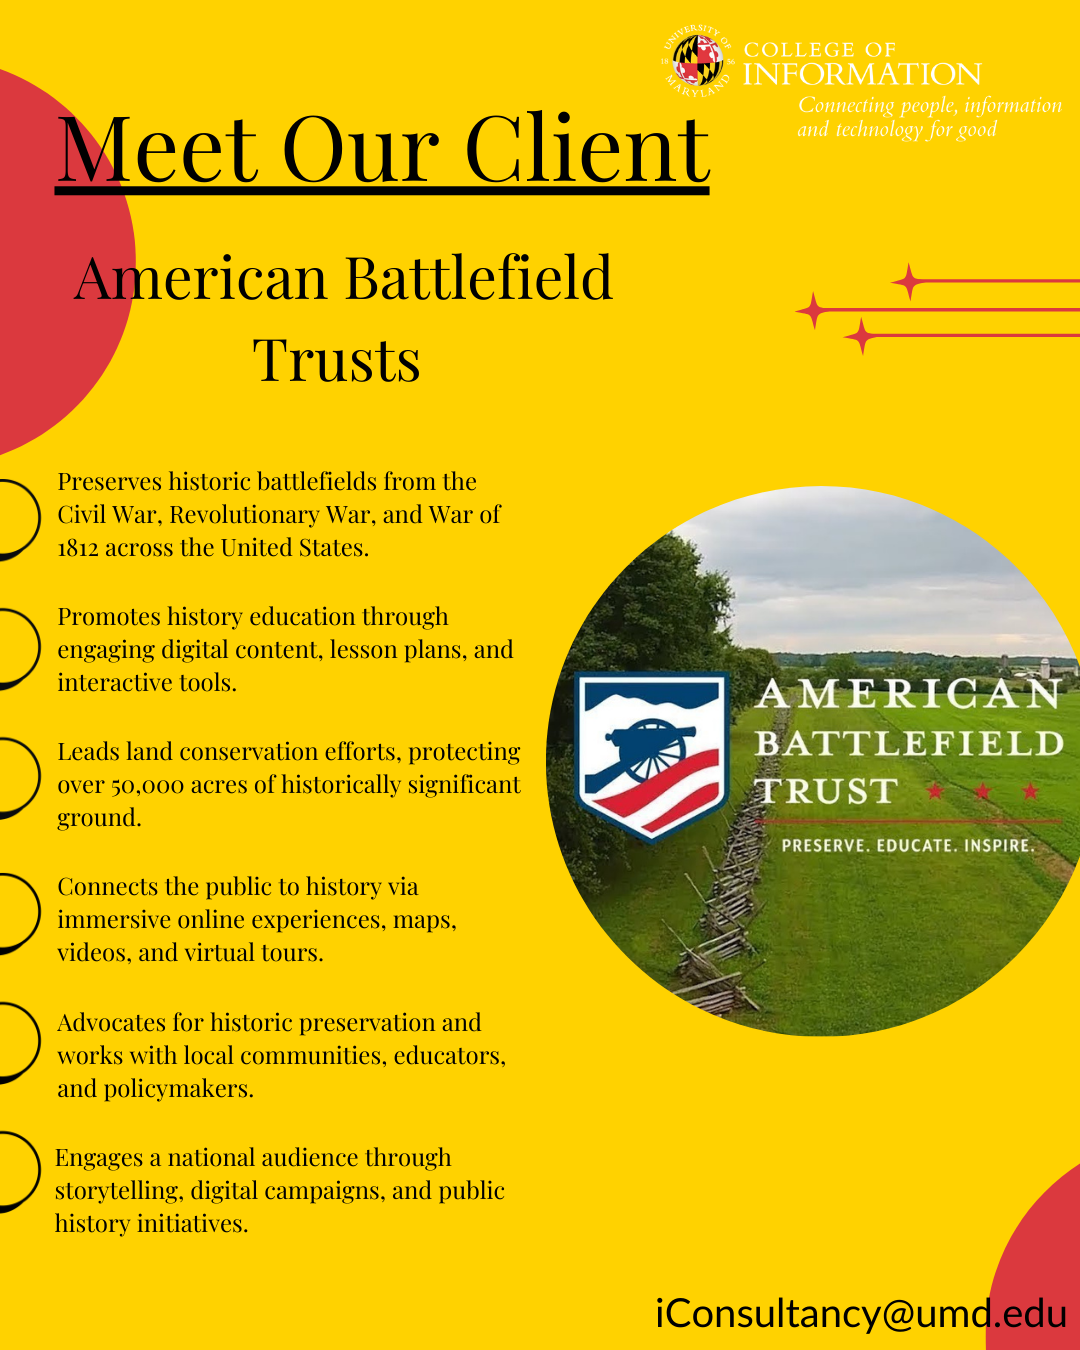 UNIVERSITY OF
18 56
MARYLAND
COLLEGE OF
INFORMATION
Connecting people, information
and technology for good
Meet Our Client
American Battlefield
Trusts
Preserves historic battlefields from the
Civil War, Revolutionary War, and War of
1812 across the United States.
Promotes history education through
engaging digital content, lesson plans, and
interactive tools.
Leads land conservation efforts, protecting
over 50,000 acres of historically significant
ground.
Connects the public to history via
immersive online experiences, maps,
videos, and virtual tours.
Advocates for historic preservation and
works with local communities, educators,
and policymakers.
Engages a national audience through
storytelling, digital campaigns, and public
history initiatives.
AMERICAN
BATTLEFIELD
TRUST
PRESERVE. EDUCATE. INSPIRE.
iConsultancy@umd.edu